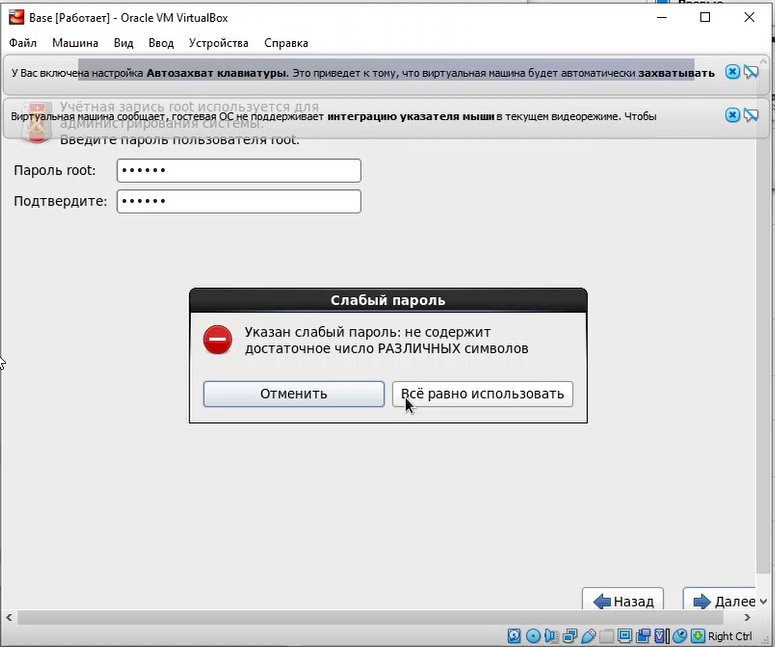 Base [Работает] - Oracle VM VirtualBox
Файл Машина Вид Ввод Устройства Справка
У Вас включена настройка Автозахват клавиатуры. Это приведет к тому, что виртуальная машина будет автоматически захватывать
Учётная запись root используется для
Виртуальная машина сообщает, гостевая ОС не поддерживает интеграцию указателя мыши в текущем видеорежиме. Чтобы
администрирования системы.
Введите пароль пользователя root.
Пароль root: ••••••
Подтвердите: ••••••
Слабый пароль
Указан слабый пароль: не содержит
достаточное число РАЗЛИЧНЫХ символов
Отменить Всё равно использовать
Назад Далее
Right Ctrl